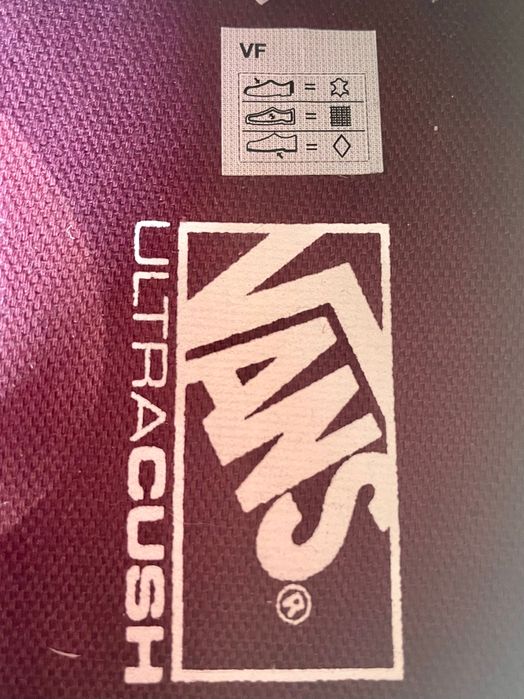 VF
=
=
=
VANS®
ULTRACUSH